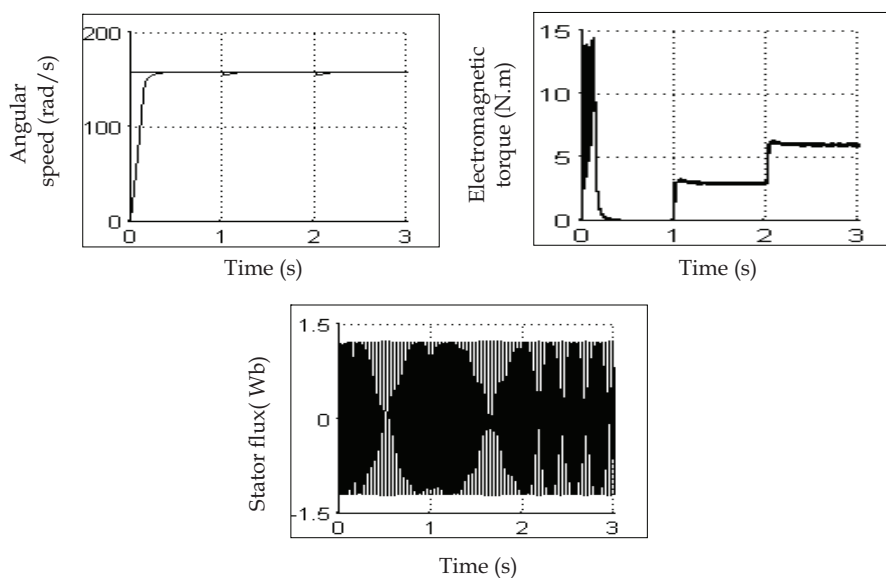 Angular
speed (rad/s)
200
100
0
0 1 2 3
Time (s)
Electromagnetic
torque (N.m)
15
10
5
0
0 1 2 3
Time (s)
Stator flux( Wb)
1.5
0
-1.5
0 1 2 3
Time (s)